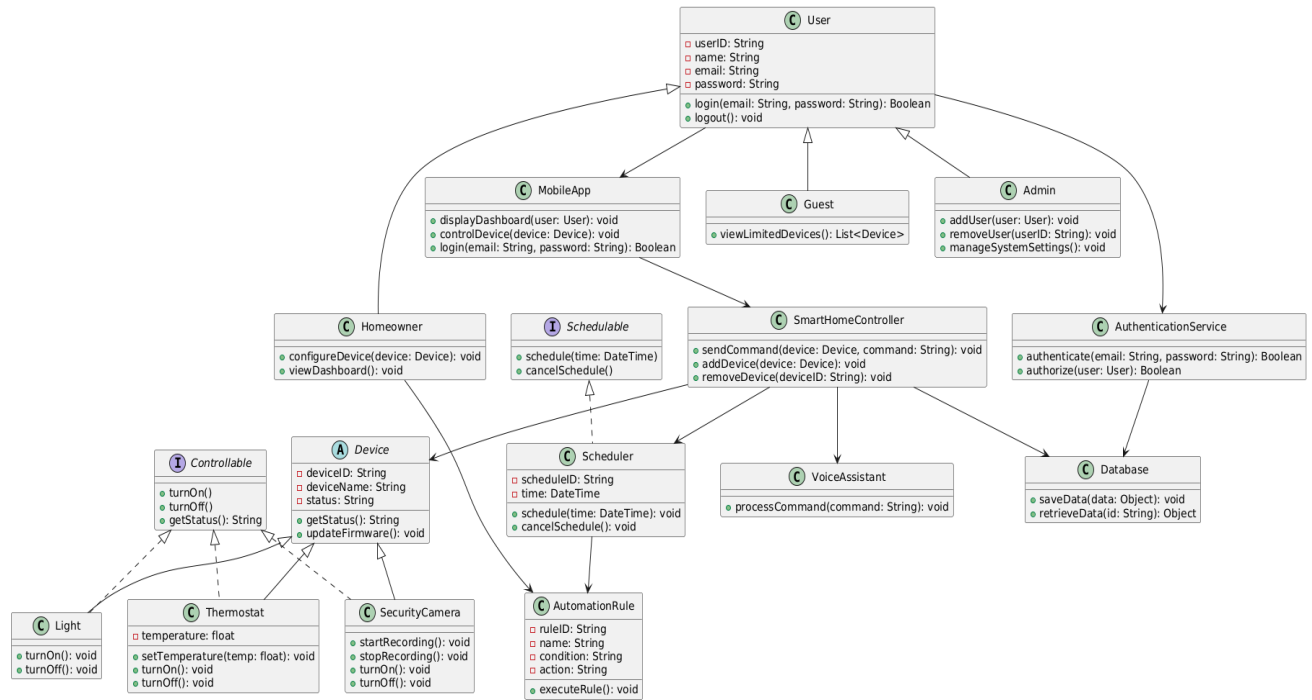 C User
userID: String
name: String
email: String
password: String
login(email: String, password: String): Boolean
logout(): void
C MobileApp
displayDashboard(user: User): void
controlDevice(device: Device): void
login(email: String, password: String): Boolean
C Guest
viewLimitedDevices(): List<Device>
C Admin
addUser(user: User): void
removeUser(userID: String): void
manageSystemSettings(): void
C Homeowner
configureDevice(device: Device): void
viewDashboard(): void
I Schedulable
schedule(time: DateTime)
cancelSchedule()
C SmartHomeController
sendCommand(device: Device, command: String): void
addDevice(device: Device): void
removeDevice(deviceID: String): void
C AuthenticationService
authenticate(email: String, password: String): Boolean
authorize(user: User): Boolean
I Controllable
turnOn()
turnOff()
getStatus(): String
A Device
deviceID: String
deviceName: String
status: String
getStatus(): String
updateFirmware(): void
C Scheduler
scheduleID: String
time: DateTime
schedule(time: DateTime): void
cancelSchedule(): void
C VoiceAssistant
processCommand(command: String): void
C Database
saveData(data: Object): void
retrieveData(id: String): Object
C Light
turnOn(): void
turnOff(): void
C Thermostat
temperature: float
setTemperature(temp: float): void
turnOn(): void
turnOff(): void
C SecurityCamera
startRecording(): void
stopRecording(): void
turnOn(): void
turnOff(): void
C AutomationRule
ruleID: String
name: String
condition: String
action: String
executeRule(): void